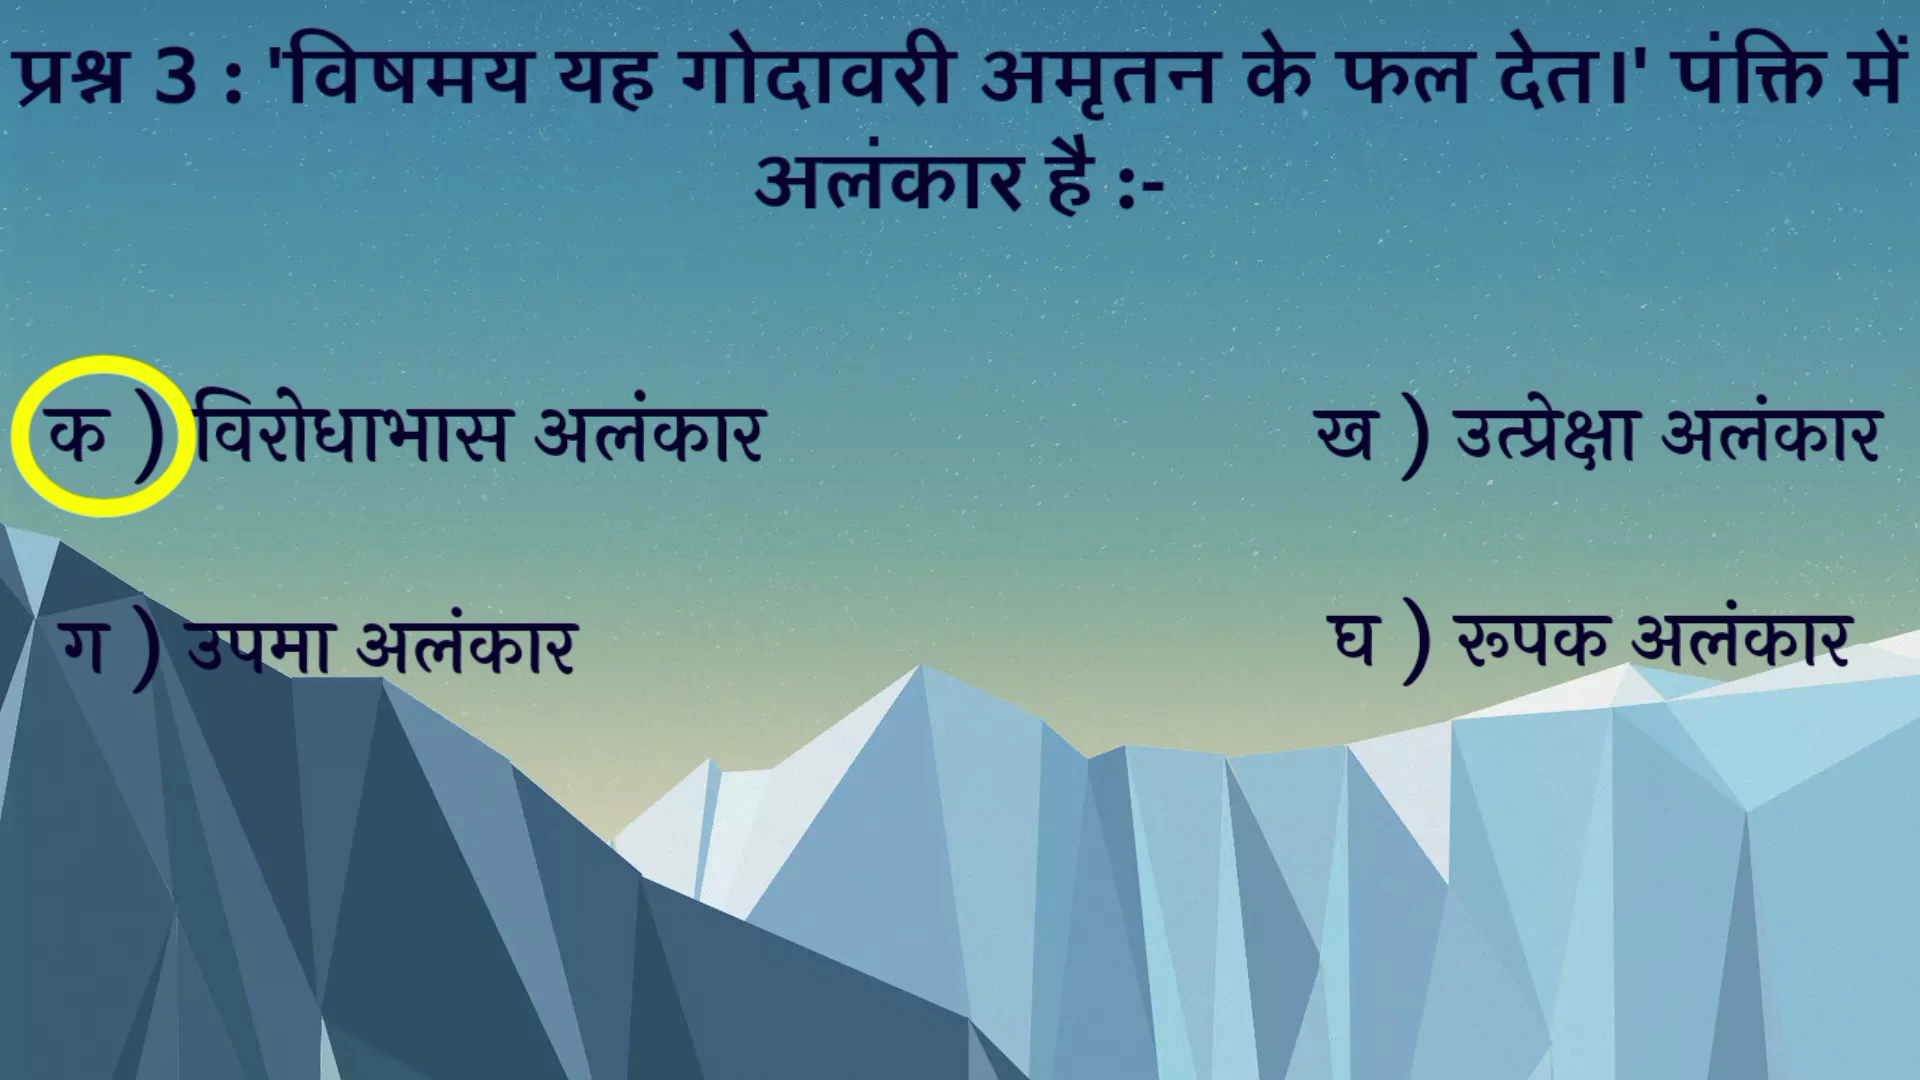 प्रश्न 3 : 'विषमय यह गोदावरी अमृतन के फल देत।' पंक्ति में
अलंकार है :-
क ) विरोधाभास अलंकार
ख ) उत्प्रेक्षा अलंकार
ग ) उपमा अलंकार
घ ) रूपक अलंकार